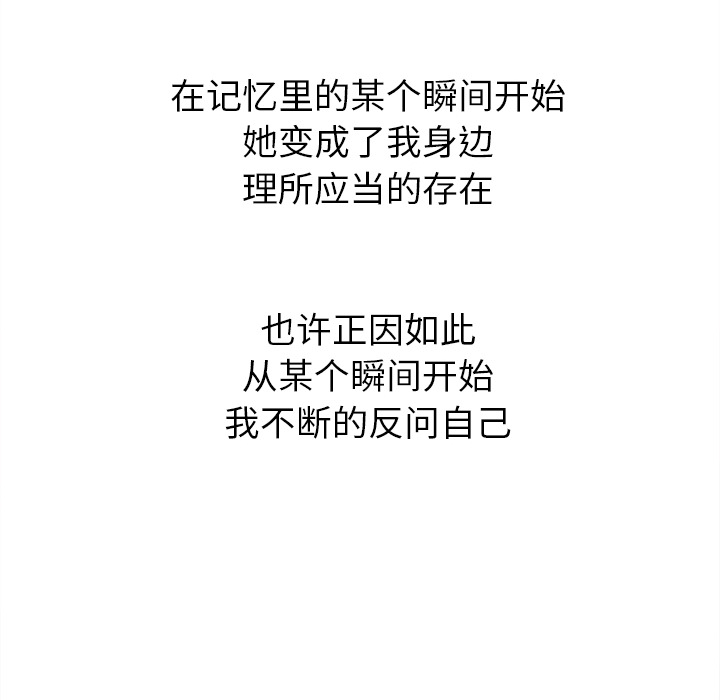 在记忆里的某个瞬间开始
她变成了我身边
理所应当的存在
也许正因如此
从某个瞬间开始
我不断的反问自己